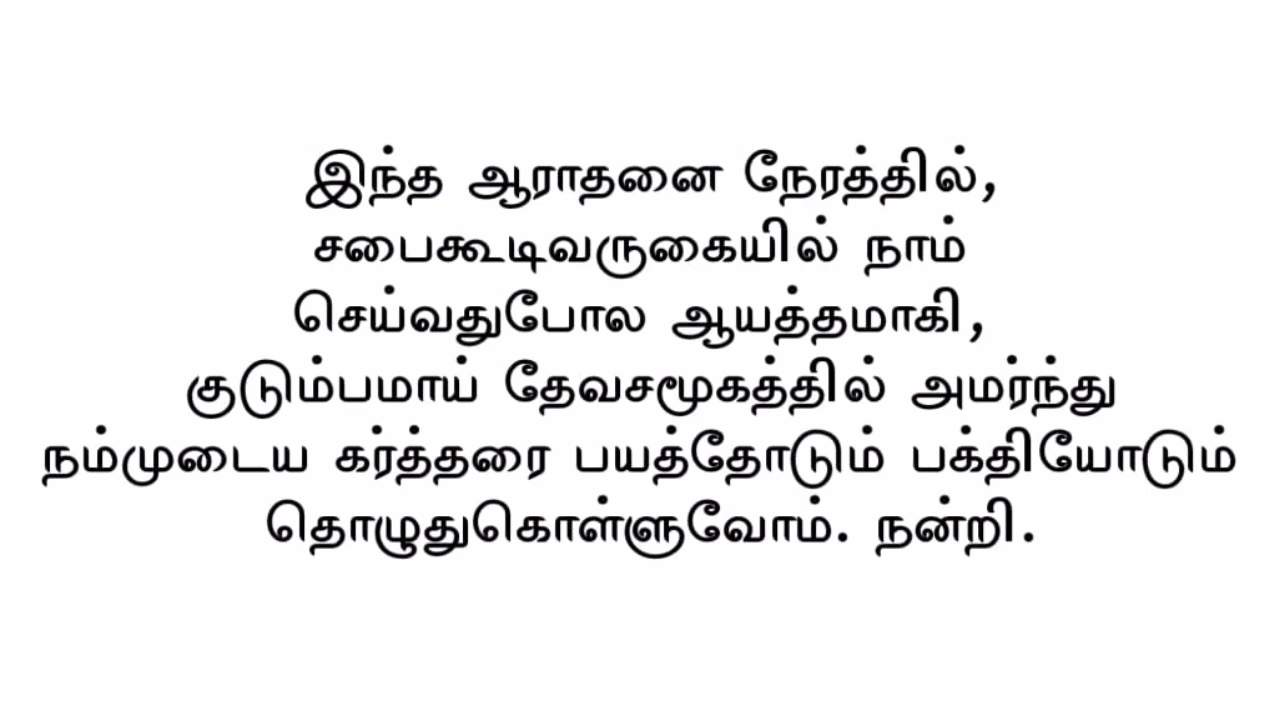 இந்த ஆராதனை நேரத்தில்,
சபைகூடிவருகையில் நாம்
செய்வதுபோல ஆயத்தமாகி,
குடும்பமாய் தேவசமூகத்தில் அமர்ந்து
நம்முடைய கர்த்தரை பயத்தோடும் பக்தியோடும்
தொழுதுகொள்ளுவோம். நன்றி.